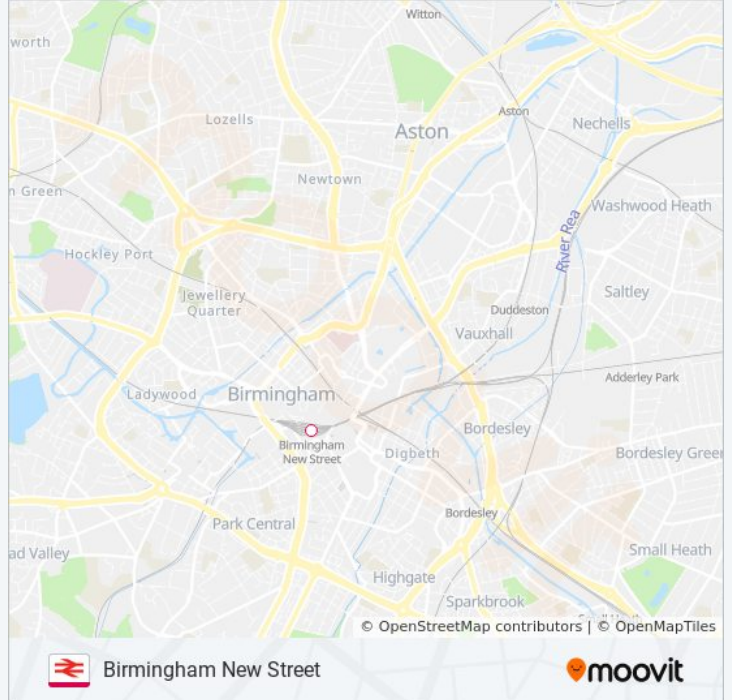 Witton
worth
Lozells
Aston
Aston
Nechells
Newtown
n Green
Washwood Heath
River Rea
Hockley Port
Jewellery
Quarter
Saltley
Duddeston
Vauxhall
Adderley Park
Ladywood
Birmingham
Birmingham
New Street
Bordesley
Digbeth
Bordesley Green
Bordesley
Park Central
ad Valley
Small Heath
Highgate
Sparkbrook
© OpenStreetMap contributors | © OpenMapTiles
Birmingham New Street
moovit